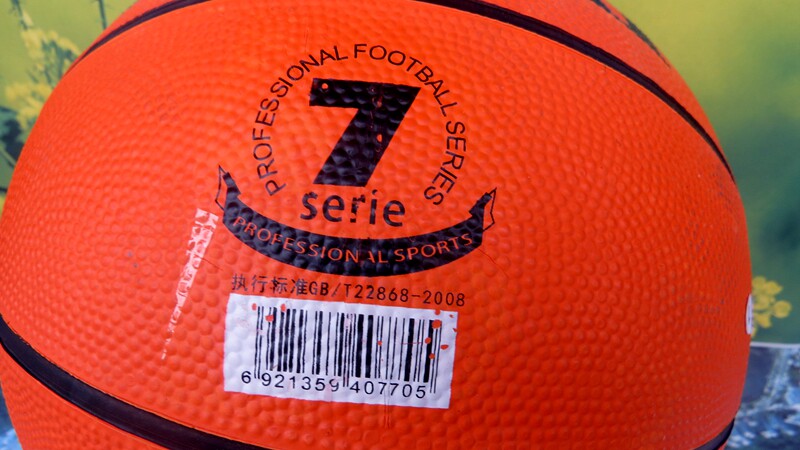 PROFESSIONAL FOOTBALL SERIES
7
serie
PROFESSIONAL SPORTS
执行标准GB/T22868-2008
6 921359 407705